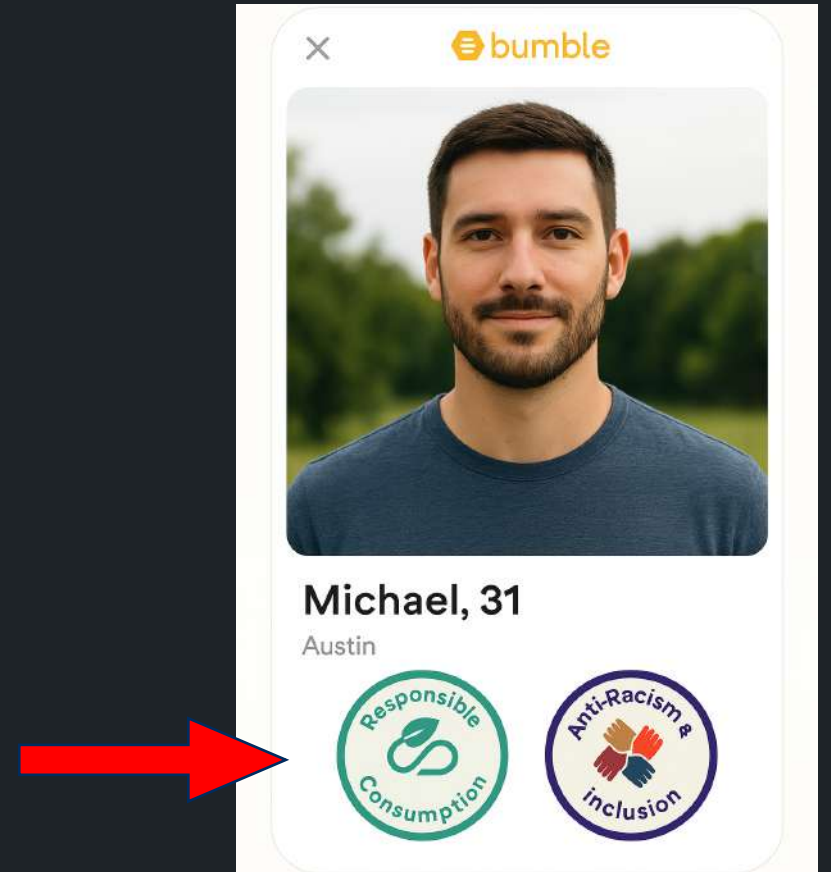 bumble
Michael, 31
Austin
Responsible
Consumption
Anti-Racism &
inclusion